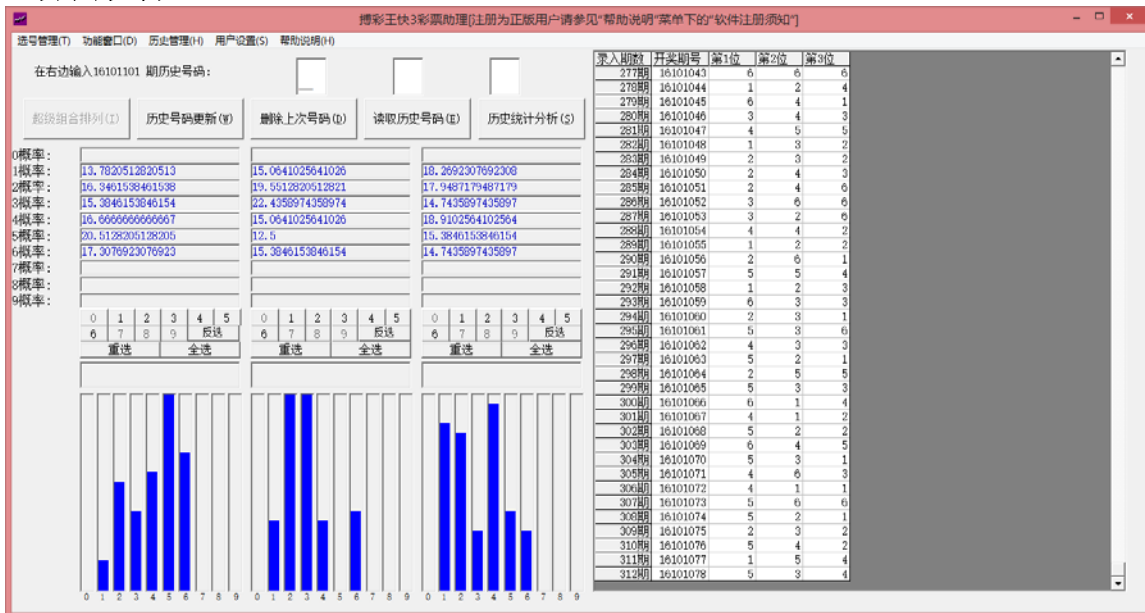 搏彩王快3彩票助理[注册为正版用户请参见"帮助说明"菜单下的"软件注册须知"]
选号管理(T) 功能窗口(D) 历史管理(H) 用户设置(S) 帮助说明(H)
在右边输入16101101 期历史号码:
超级组合排列(I) 历史号码更新(W) 删除上次号码(D) 读取历史号码(E) 历史统计分析(S)
0概率:
1概率: 13.7820512820513 15.0641025641026 18.2692307692308
2概率: 16.3461538461538 19.5512820512821 17.9487179487179
3概率: 15.3846153846154 22.4358974358974 14.7435897435897
4概率: 16.6666666666667 15.0641025641026 18.9102564102564
5概率: 20.5128205128205 12.5 15.3846153846154
6概率: 17.3076923076923 15.3846153846154 14.7435897435897
7概率:
8概率:
9概率:
0 1 2 3 4 5 0 1 2 3 4 5 0 1 2 3 4 5
6 7 8 9 反选 6 7 8 9 反选 6 7 8 9 反选
重选 全选 重选 全选 重选 全选
0 1 2 3 4 5 6 7 8 9 0 1 2 3 4 5 6 7 8 9 0 1 2 3 4 5 6 7 8 9
录入期数 开奖期号 第1位 第2位 第3位
277期 16101043 6 6 6
278期 16101044 1 2 4
279期 16101045 6 4 1
280期 16101046 3 4 3
281期 16101047 4 5 5
282期 16101048 1 3 2
283期 16101049 2 3 2
284期 16101050 2 4 3
285期 16101051 2 4 6
286期 16101052 3 6 6
287期 16101053 3 2 6
288期 16101054 4 4 2
289期 16101055 1 2 2
290期 16101056 2 6 1
291期 16101057 5 5 4
292期 16101058 1 2 3
293期 16101059 6 3 3
294期 16101060 2 3 1
295期 16101061 5 3 6
296期 16101062 4 3 3
297期 16101063 5 2 1
298期 16101064 2 5 5
299期 16101065 5 3 3
300期 16101066 6 1 4
301期 16101067 4 1 2
302期 16101068 5 2 2
303期 16101069 6 4 5
304期 16101070 5 3 1
305期 16101071 4 6 3
306期 16101072 4 1 1
307期 16101073 5 6 6
308期 16101074 5 2 1
309期 16101075 2 3 2
310期 16101076 5 4 2
311期 16101077 1 5 4
312期 16101078 5 3 4